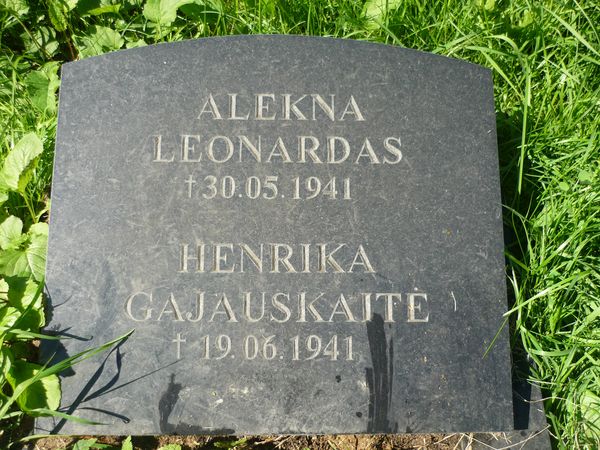 ALEKNA
LEONARDAS
†30.05.1941
HENRIKA
GAJAUSKAITĖ
† 19.06.1941